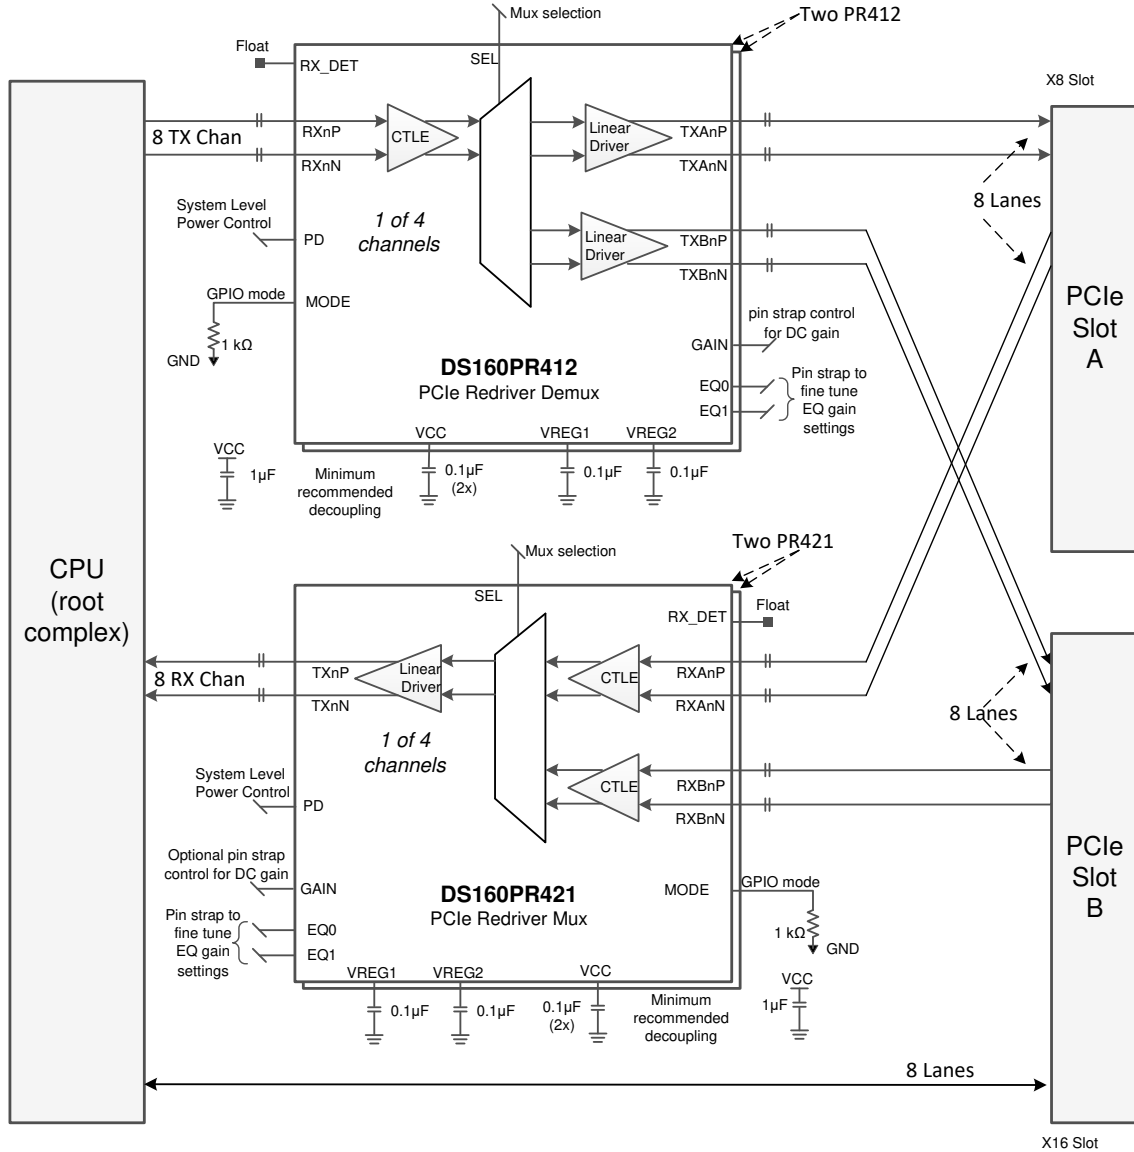 Mux selection
Two PR412
Float
RX_DET
SEL
X8 Slot
8 TX Chan
RXnP
RXnN
CTLE
Linear
Driver
TXAnP
TXAnN
8 Lanes
System Level
Power Control
PD
1 of 4
channels
Linear
Driver
TXBnP
TXBnN
GPIO mode
MODE
1 kΩ
GND
pin strap control
for DC gain
GAIN
PCIe
Slot
A
DS160PR412
PCIe Redriver Demux
EQ0
EQ1
Pin strap to
fine tune
EQ gain
settings
VCC
VREG1
VREG2
VCC
1µF
Minimum
recommended
decoupling
0.1µF
(2x)
0.1µF
0.1µF
CPU
(root
complex)
Mux selection
Two PR421
SEL
RX_DET
Float
8 RX Chan
TXnP
TXnN
Linear
Driver
CTLE
RXAnP
RXAnN
8 Lanes
1 of 4
channels
System Level
Power Control
PD
CTLE
RXBnP
RXBnN
Optional pin strap
control for DC gain
GAIN
DS160PR421
PCIe Redriver Mux
MODE
GPIO mode
1 kΩ
GND
PCIe
Slot
B
Pin strap to
fine tune
EQ gain
settings
EQ0
EQ1
VREG1
VREG2
VCC
0.1µF
0.1µF
0.1µF
(2x)
Minimum
recommended
decoupling
VCC
1µF
8 Lanes
X16 Slot